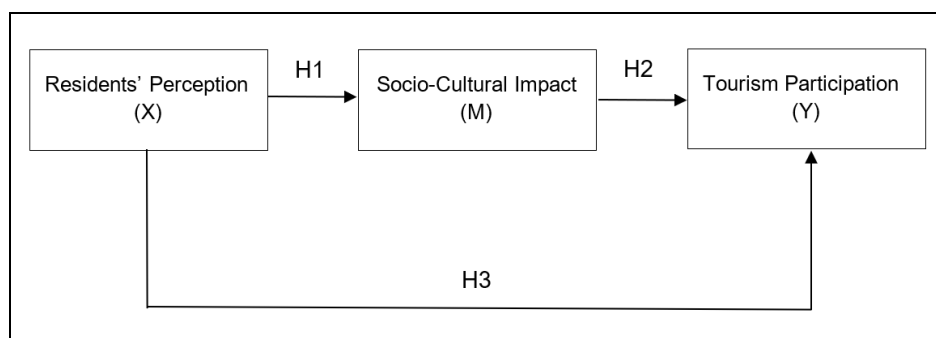 Residents’ Perception
(X)
H1
Socio-Cultural Impact
(M)
H2
Tourism Participation
(Y)
H3